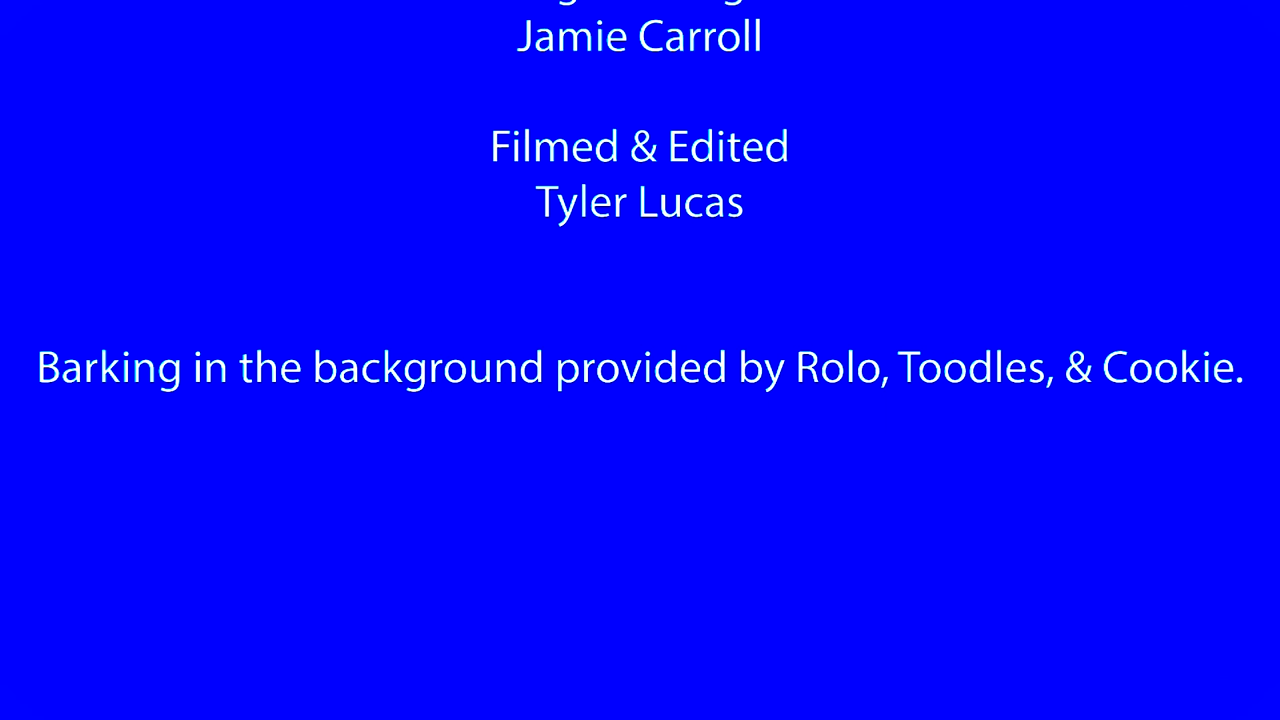 Jamie Carroll
Filmed & Edited
Tyler Lucas
Barking in the background provided by Rolo, Toodles, & Cookie.